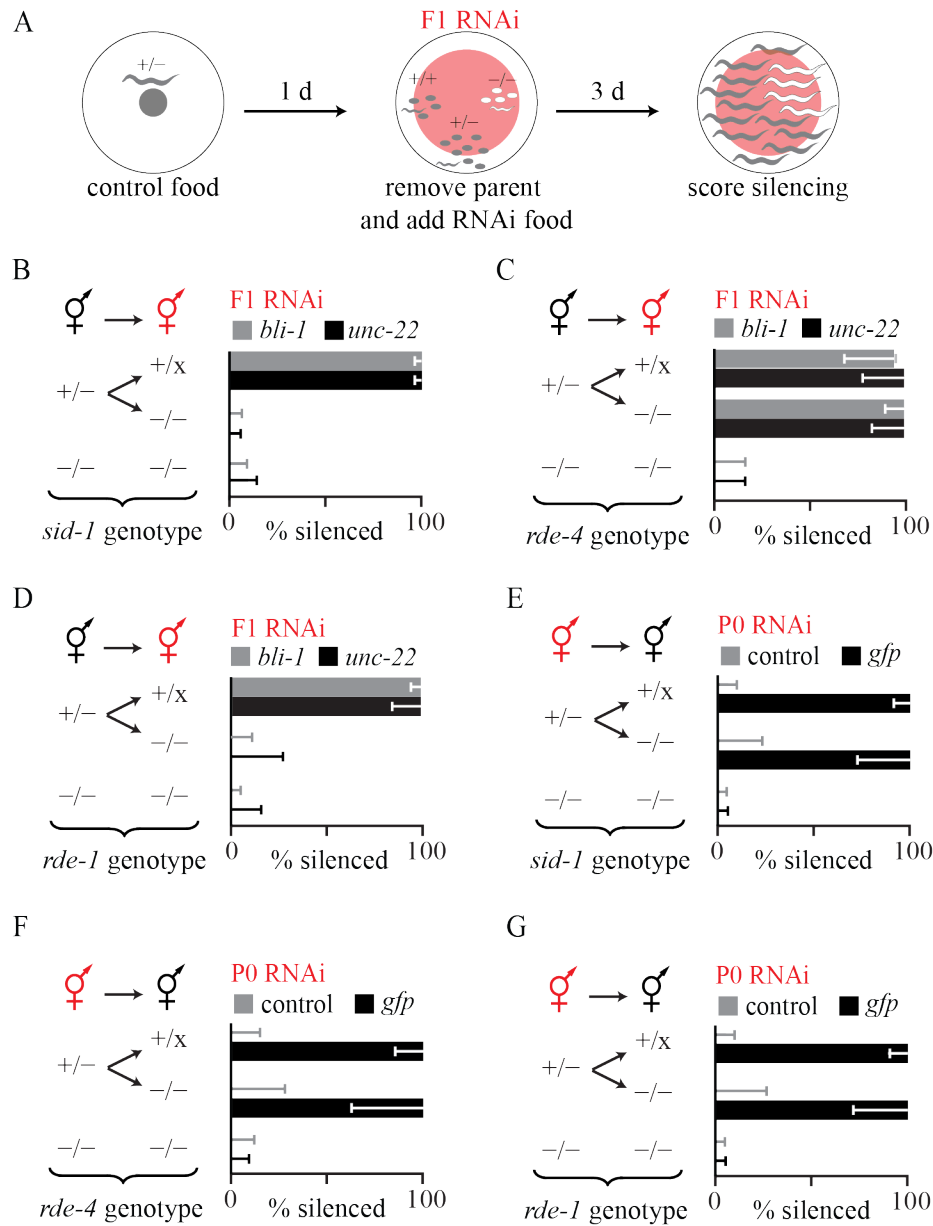 A
F1 RNAi
+/−
1 d
+/+
−/−
+/−
3 d
control food
remove parent
and add RNAi food
score silencing
B
F1 RNAi
bli-1 unc-22
+/− +/x
−/−
−/− −/−
sid-1 genotype
0 100
% silenced
C
F1 RNAi
bli-1 unc-22
+/− +/x
−/−
−/− −/−
rde-4 genotype
0 100
% silenced
D
F1 RNAi
bli-1 unc-22
+/− +/x
−/−
−/− −/−
rde-1 genotype
0 100
% silenced
E
P0 RNAi
control gfp
+/− +/x
−/−
−/− −/−
sid-1 genotype
0 100
% silenced
F
P0 RNAi
control gfp
+/− +/x
−/−
−/− −/−
rde-4 genotype
0 100
% silenced
G
P0 RNAi
control gfp
+/− +/x
−/−
−/− −/−
rde-1 genotype
0 100
% silenced